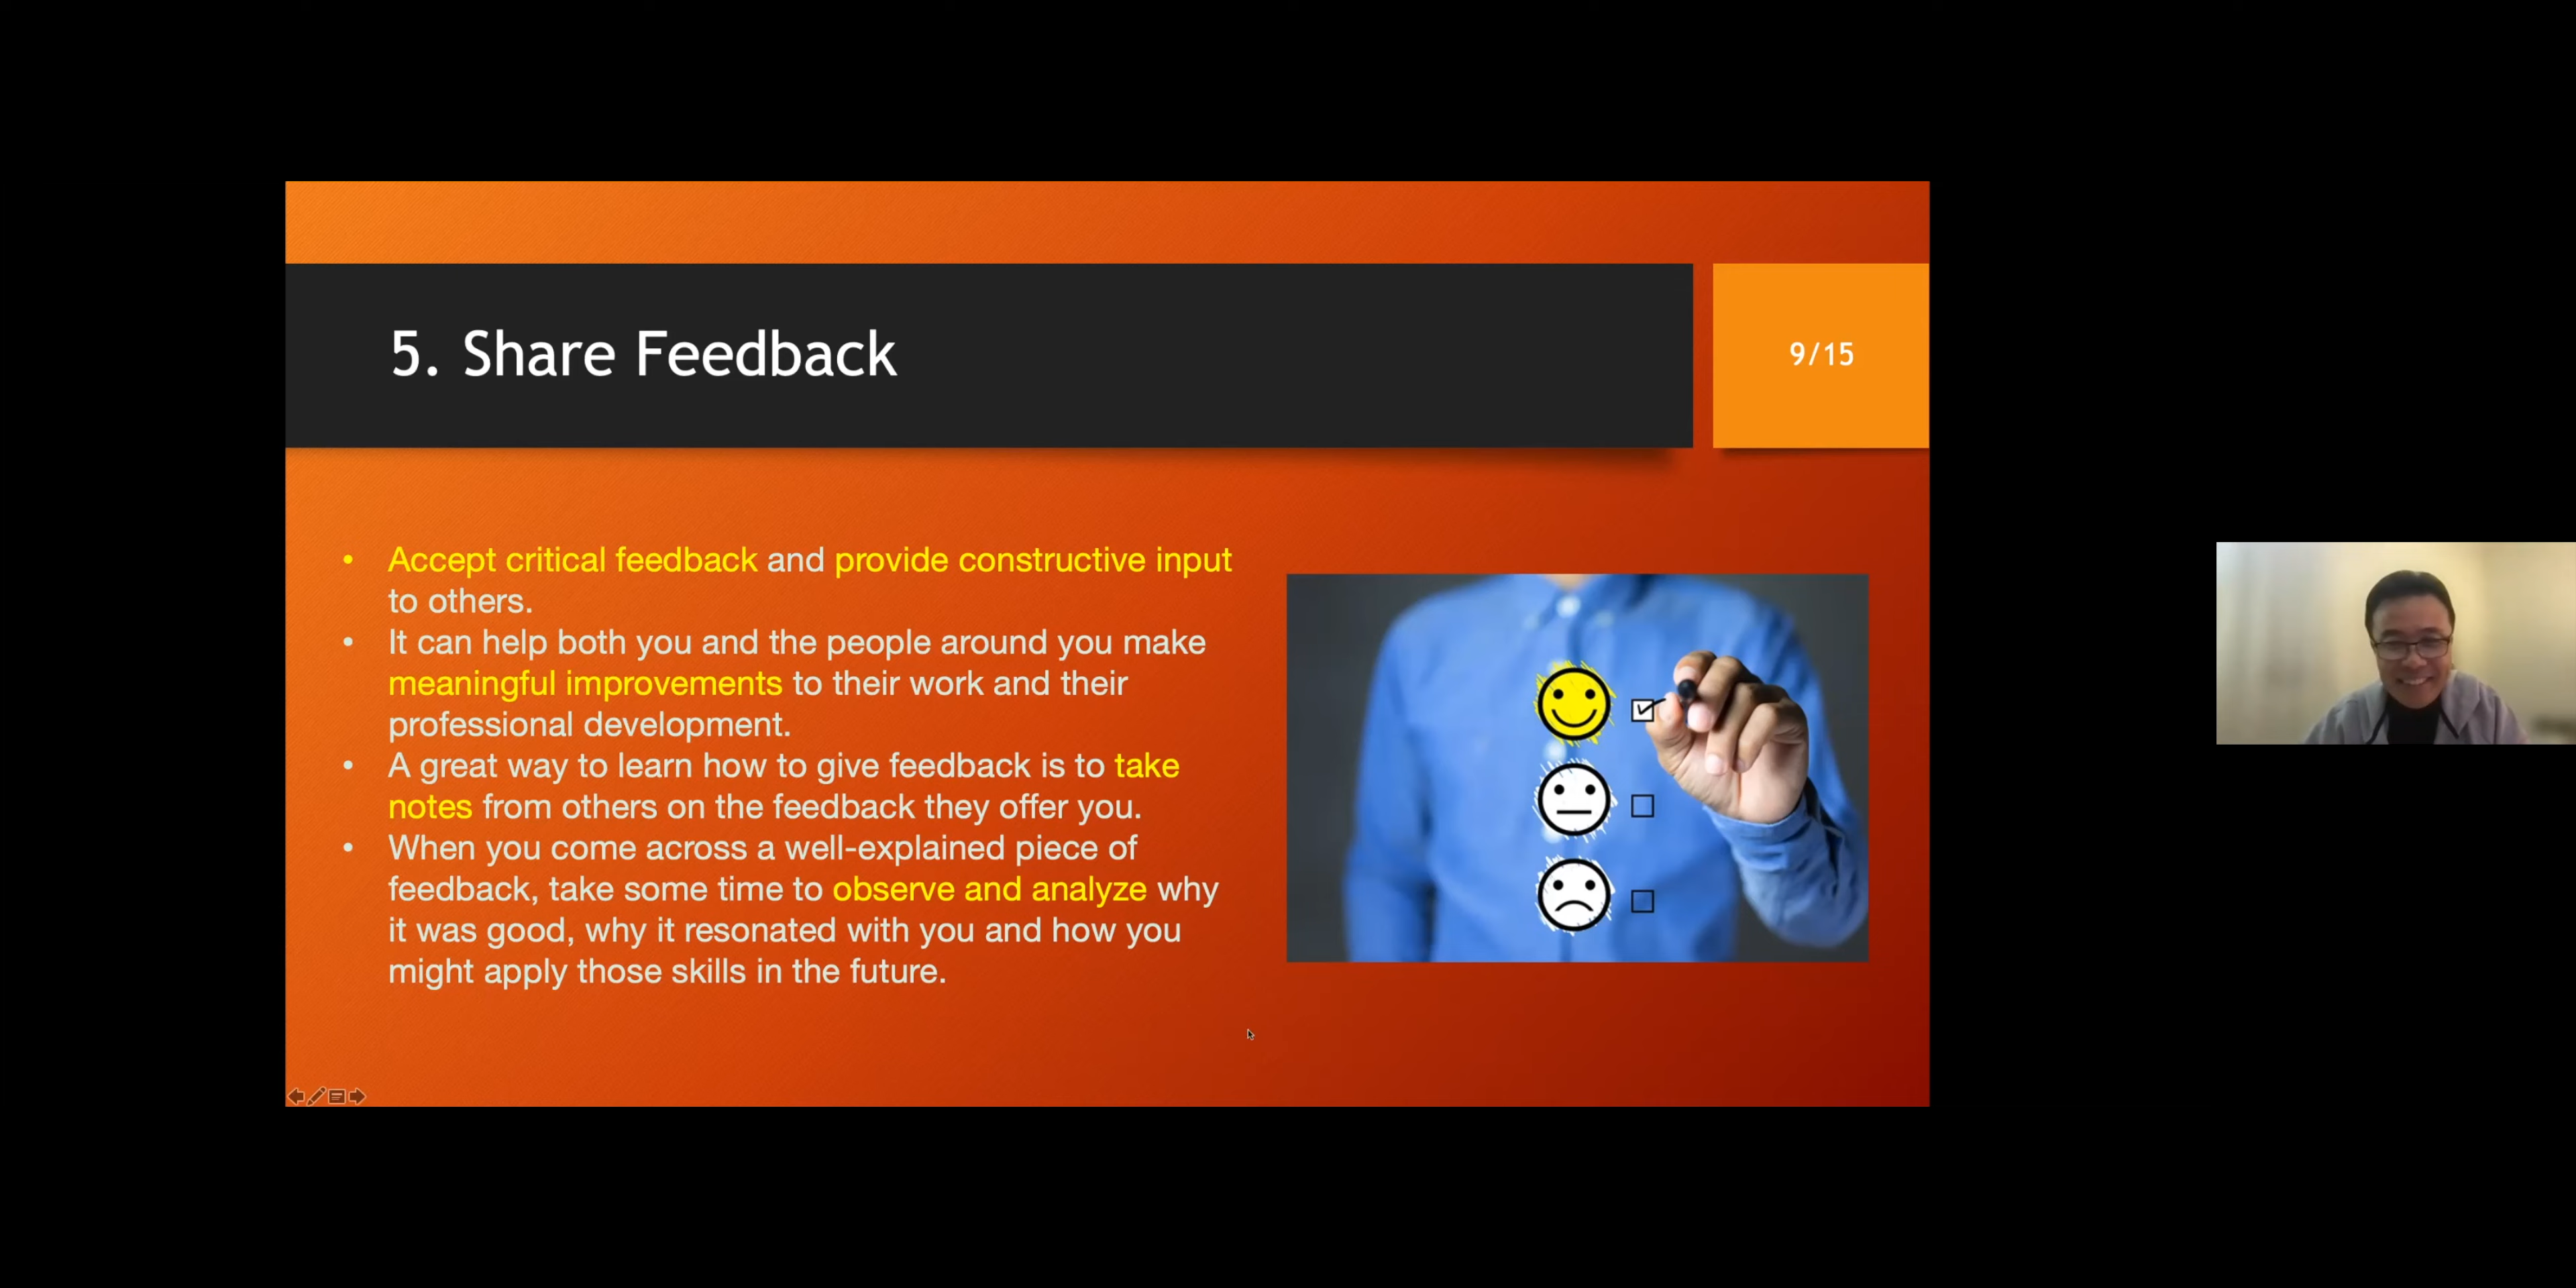 5. Share Feedback
9/15
• Accept critical feedback and provide constructive input
to others.
• It can help both you and the people around you make
meaningful improvements to their work and their
professional development.
• A great way to learn how to give feedback is to take
notes from others on the feedback they offer you.
• When you come across a well-explained piece of
feedback, take some time to observe and analyze why
it was good, why it resonated with you and how you
might apply those skills in the future.